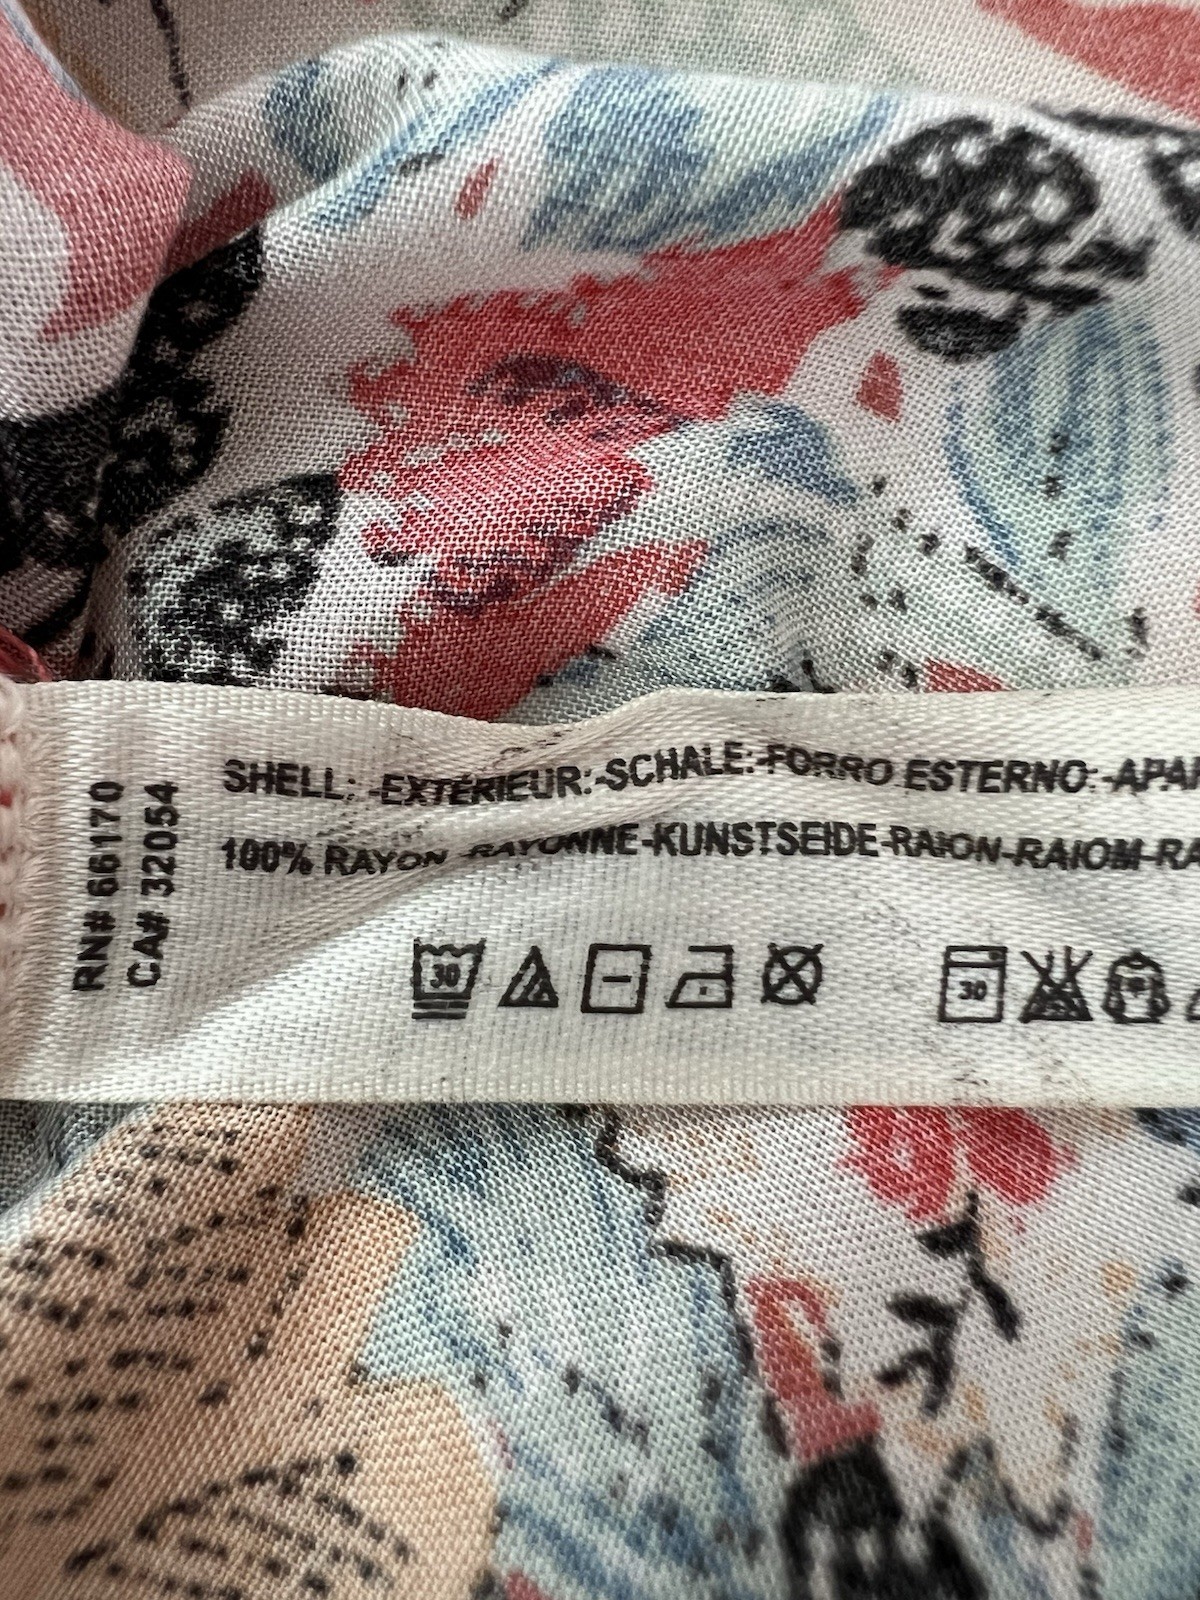 RN# 66170
CA# 32054
SHELL: -EXTÉRIEUR:-SCHALE:-FORRO ESTERNO:
100% RAYON -RAYONNE-KUNSTSEIDE-RAION-RAIOM-
30
30